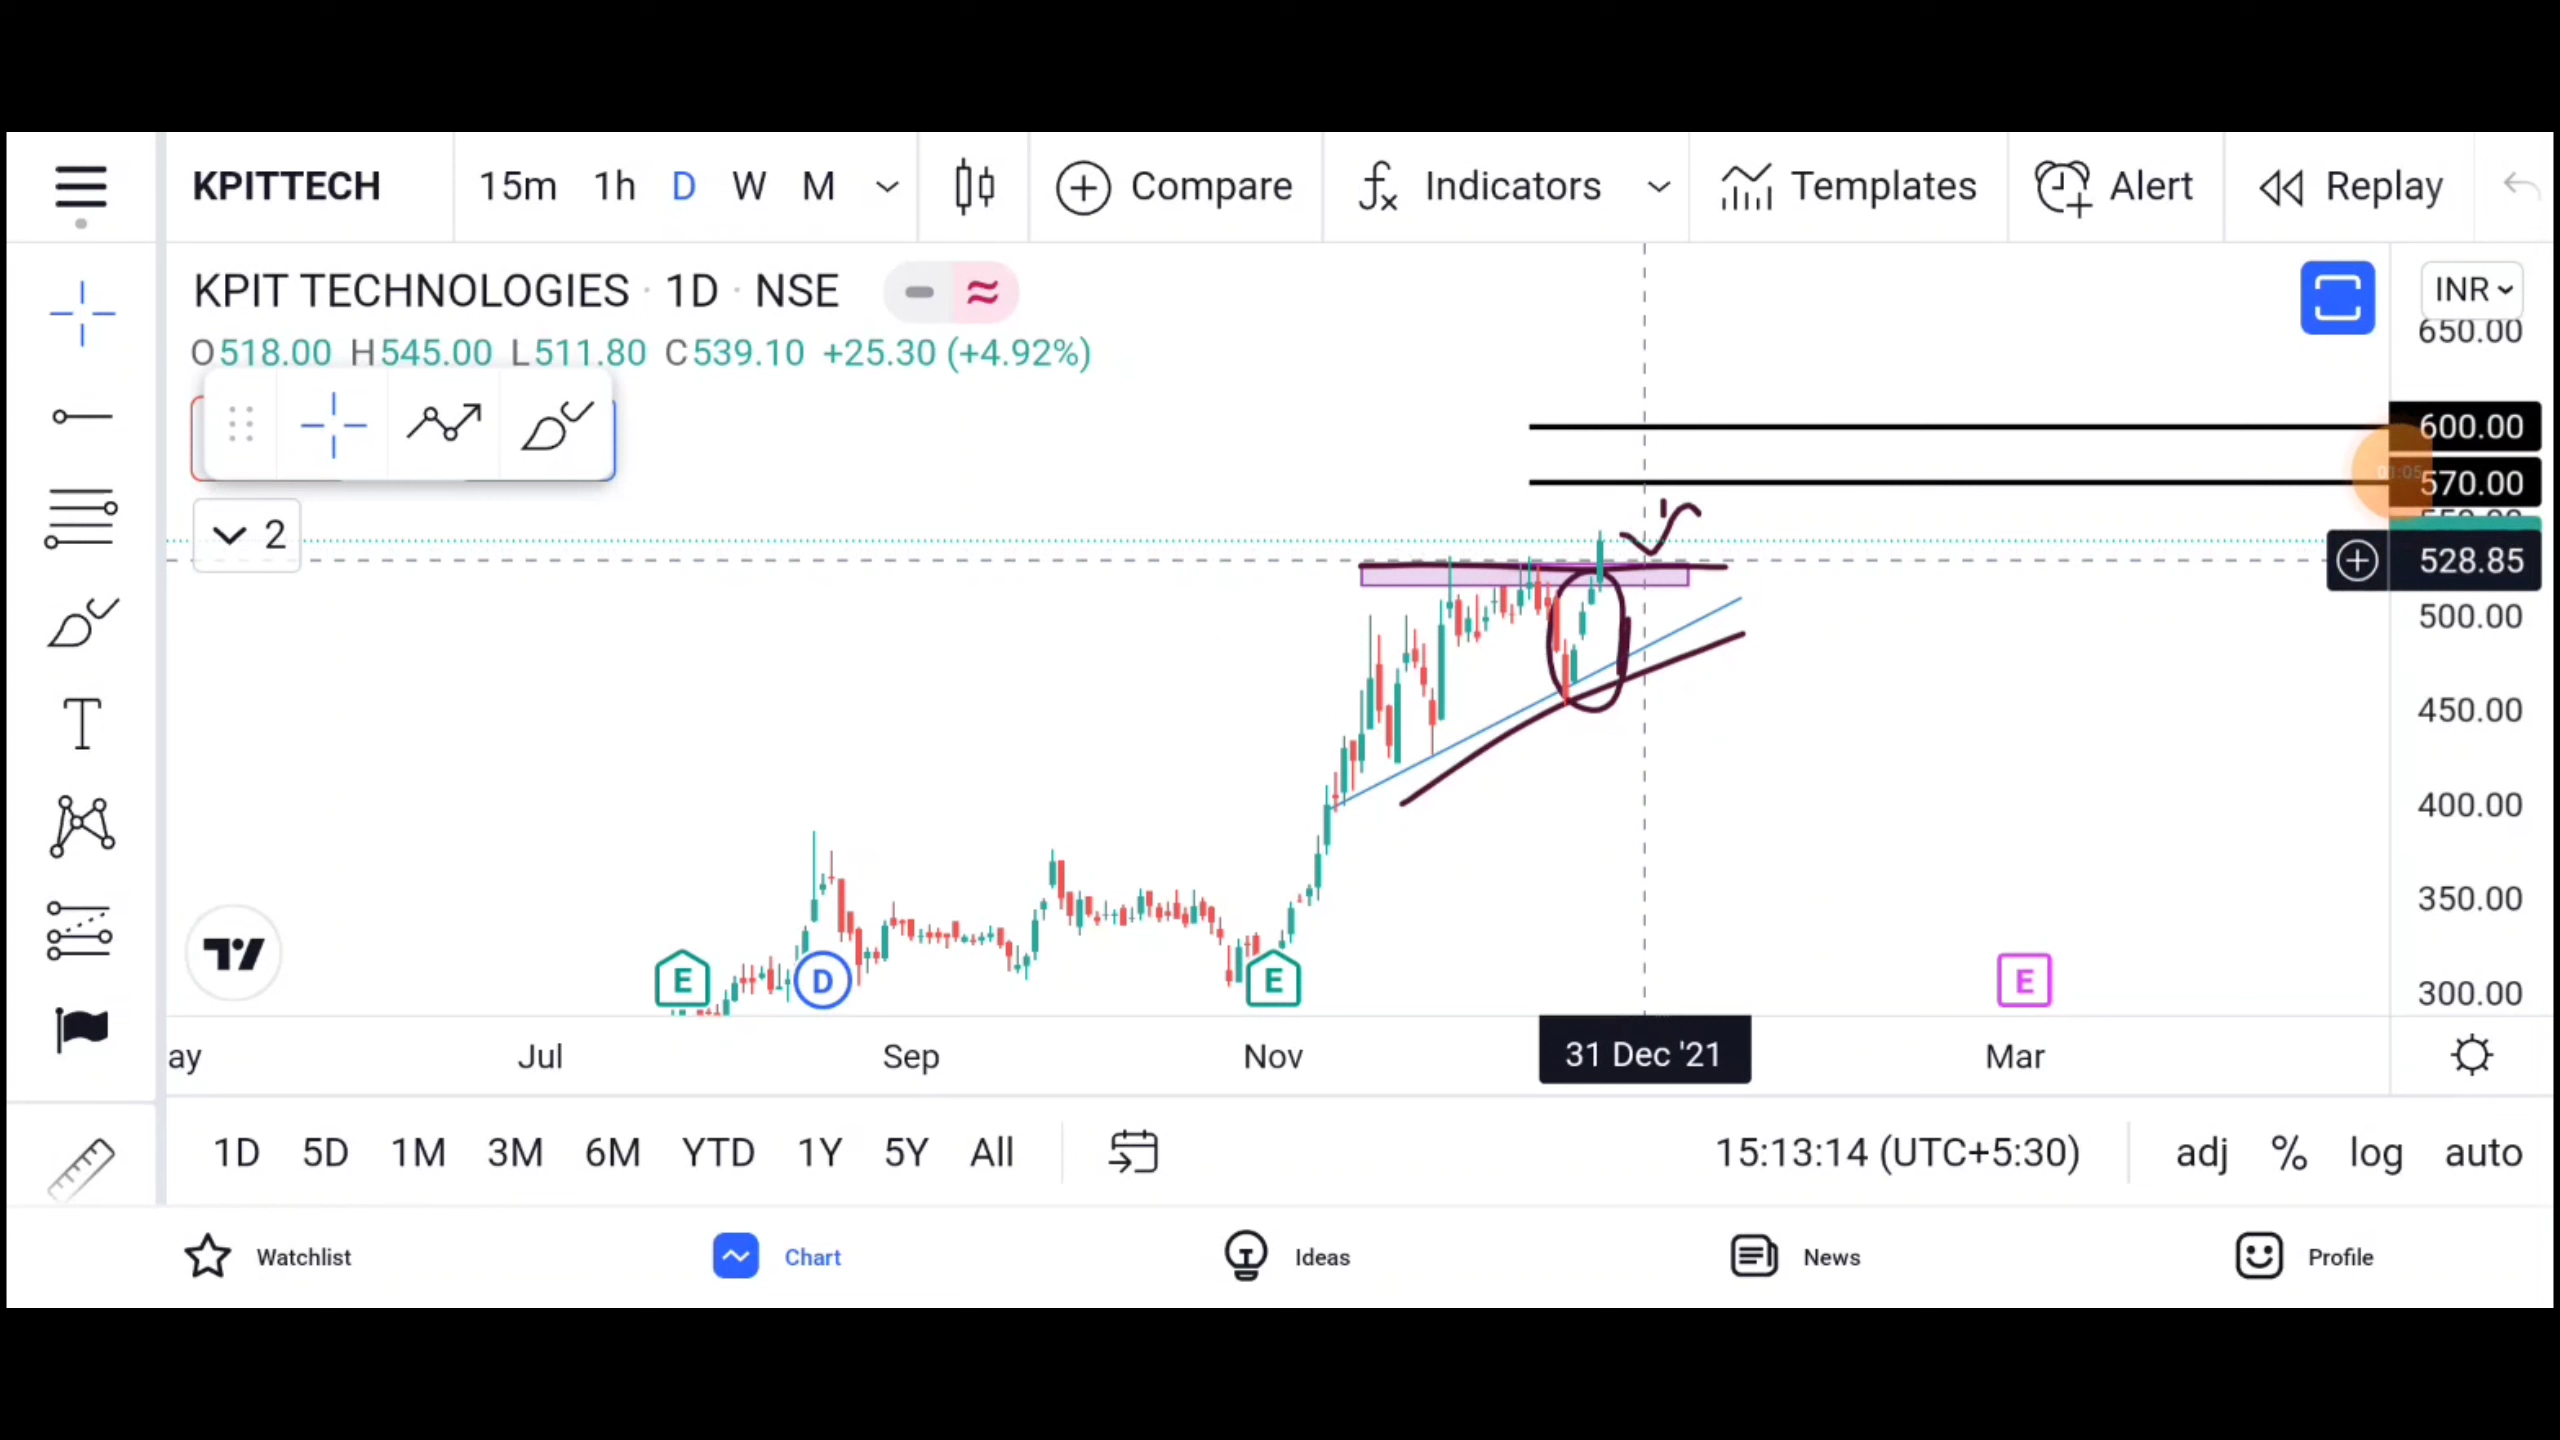 KPITTECH 15m 1h D W M Compare Indicators Templates Alert Replay
KPIT TECHNOLOGIES · 1D · NSE
INR
650.00
O518.00 H545.00 L511.80 C539.10 +25.30 (+4.92%)
600.00
570.00
2
528.85
500.00
450.00
400.00
350.00
300.00
E D E E
ay Jul Sep Nov 31 Dec '21 Mar
1D 5D 1M 3M 6M YTD 1Y 5Y All 15:13:14 (UTC+5:30) adj % log auto
Watchlist Chart Ideas News Profile